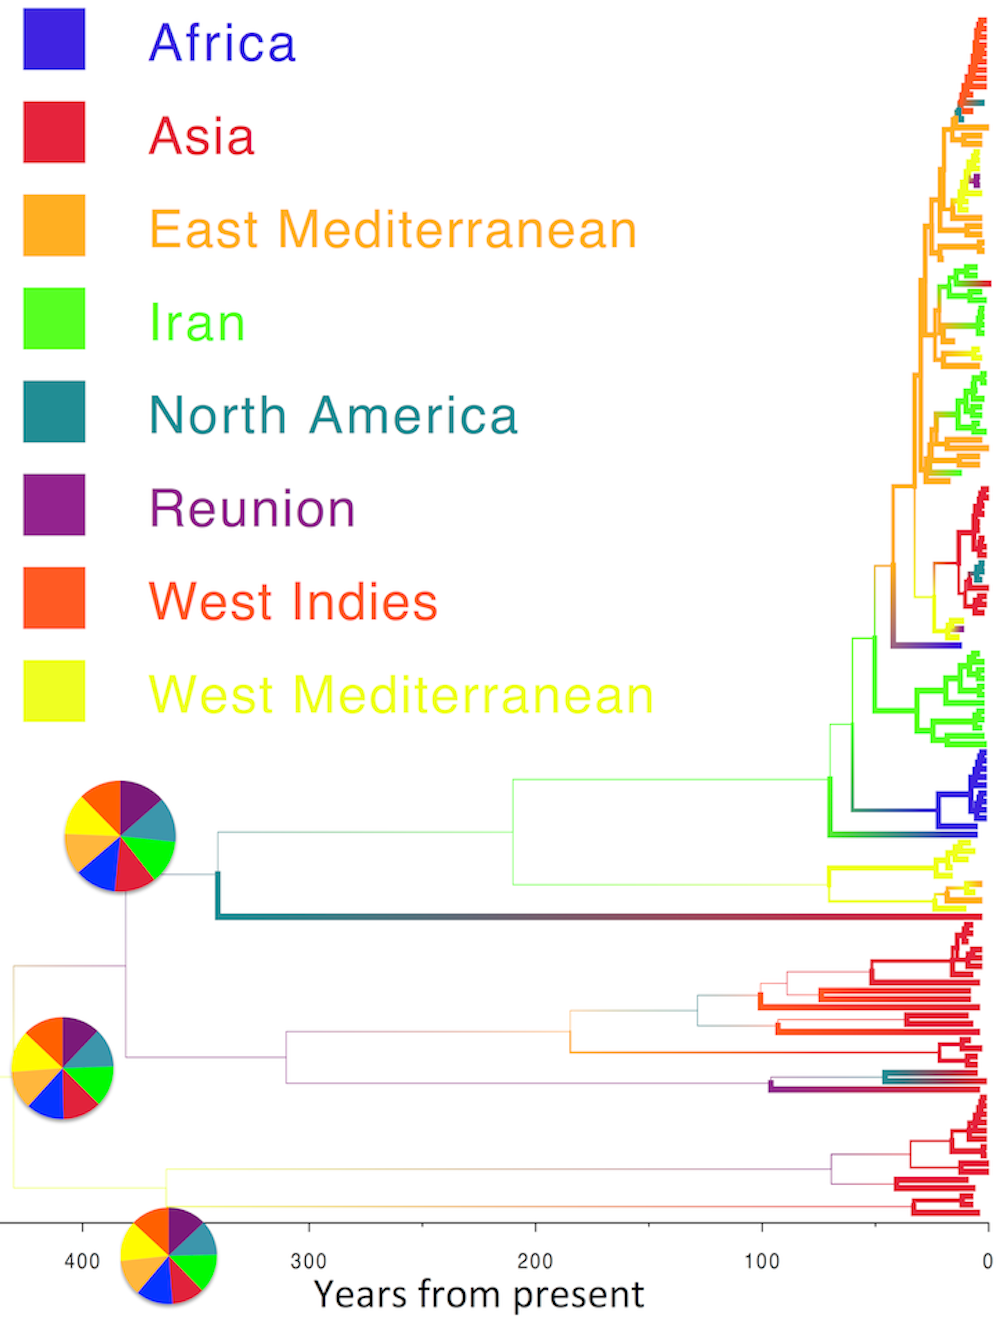 Africa
Asia
East Mediterranean
Iran
North America
Reunion
West Indies
West Mediterranean
400 300 200 100 0
Years from present